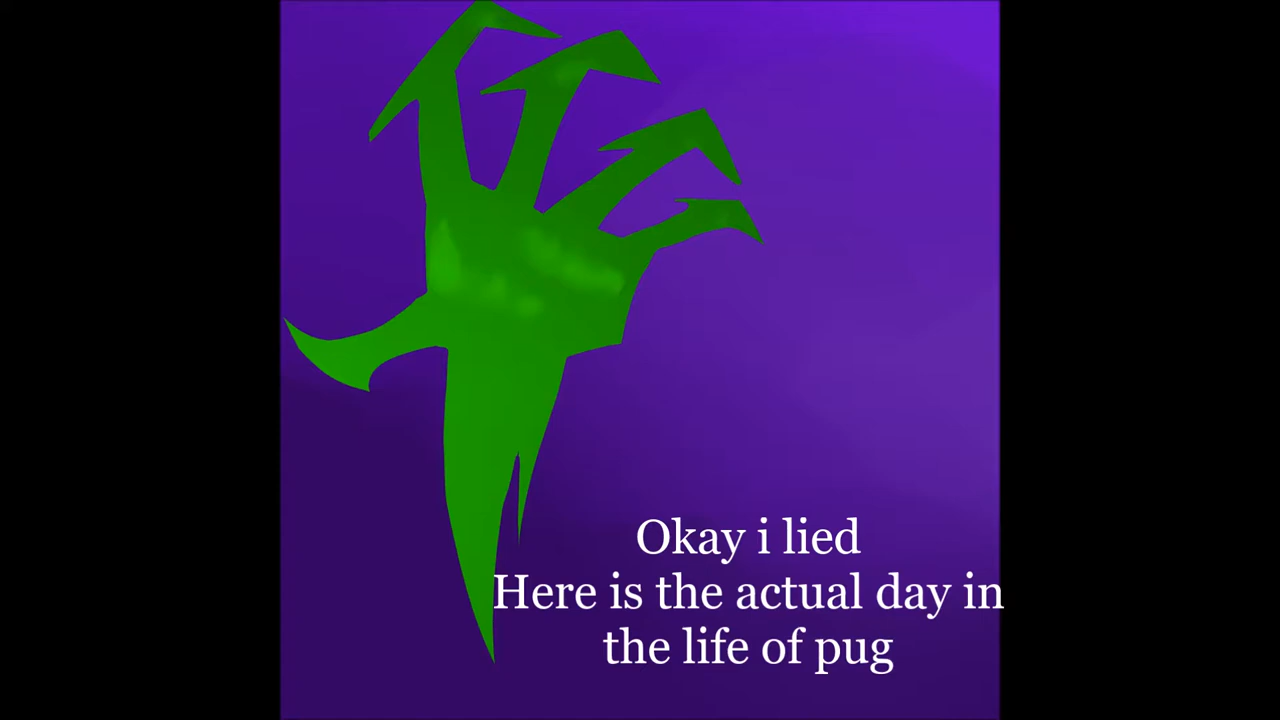 Okay i lied
Here is the actual day in
the life of pug